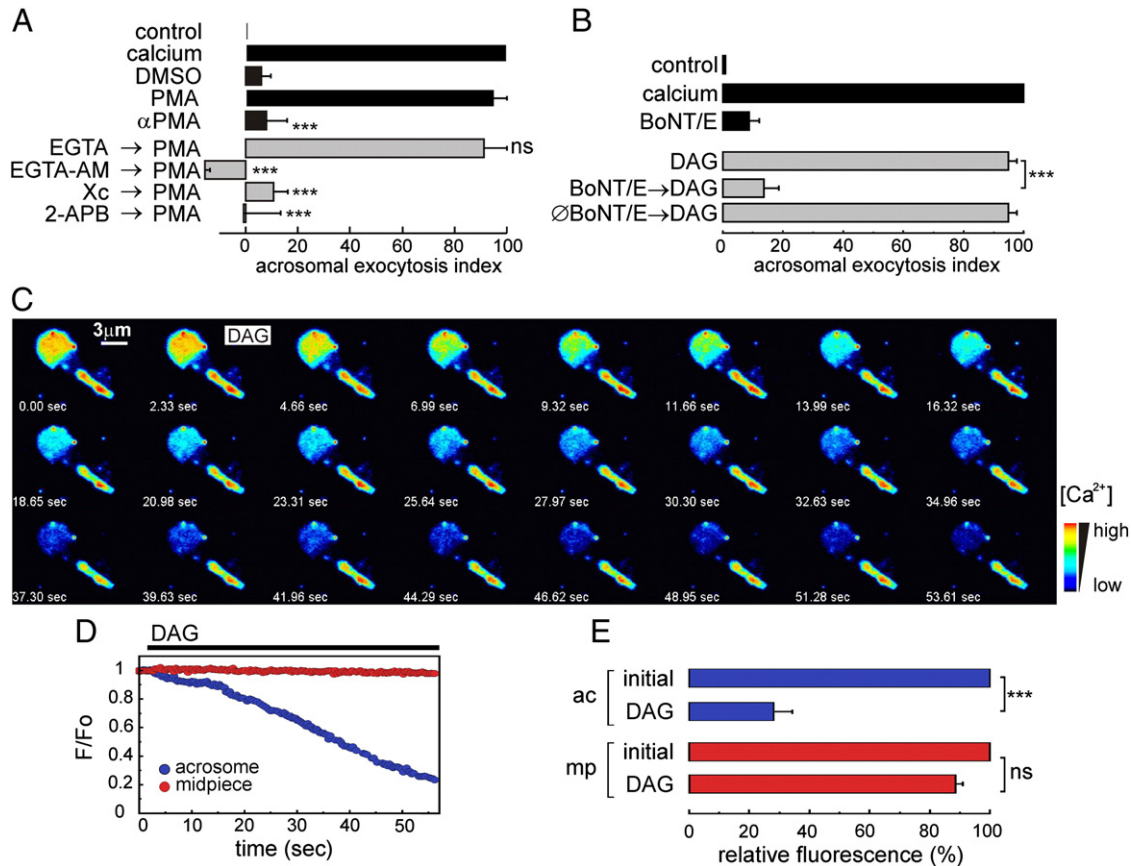 A
control
calcium
DMSO
PMA
αPMA ***
EGTA → PMA ns
EGTA-AM → PMA ***
Xc → PMA ***
2-APB → PMA ***
0 20 40 60 80 100
acrosomal exocytosis index
B
control
calcium
BoNT/E
DAG
BoNT/E→DAG
***
∅BoNT/E→DAG
0 20 40 60 80 100
acrosomal exocytosis index
C
3μm DAG
0.00 sec 2.33 sec 4.66 sec 6.99 sec 9.32 sec 11.66 sec 13.99 sec 16.32 sec
18.65 sec 20.98 sec 23.31 sec 25.64 sec 27.97 sec 30.30 sec 32.63 sec 34.96 sec
37.30 sec 39.63 sec 41.96 sec 44.29 sec 46.62 sec 48.95 sec 51.28 sec 53.61 sec
[Ca²⁺]
high
low
D
DAG
F/Fo
1
0.8
0.6
0.4
0.2
0
acrosome
midpiece
0 10 20 30 40 50
time (sec)
E
ac initial
DAG
***
mp initial
DAG
ns
0 20 40 60 80 100
relative fluorescence (%)